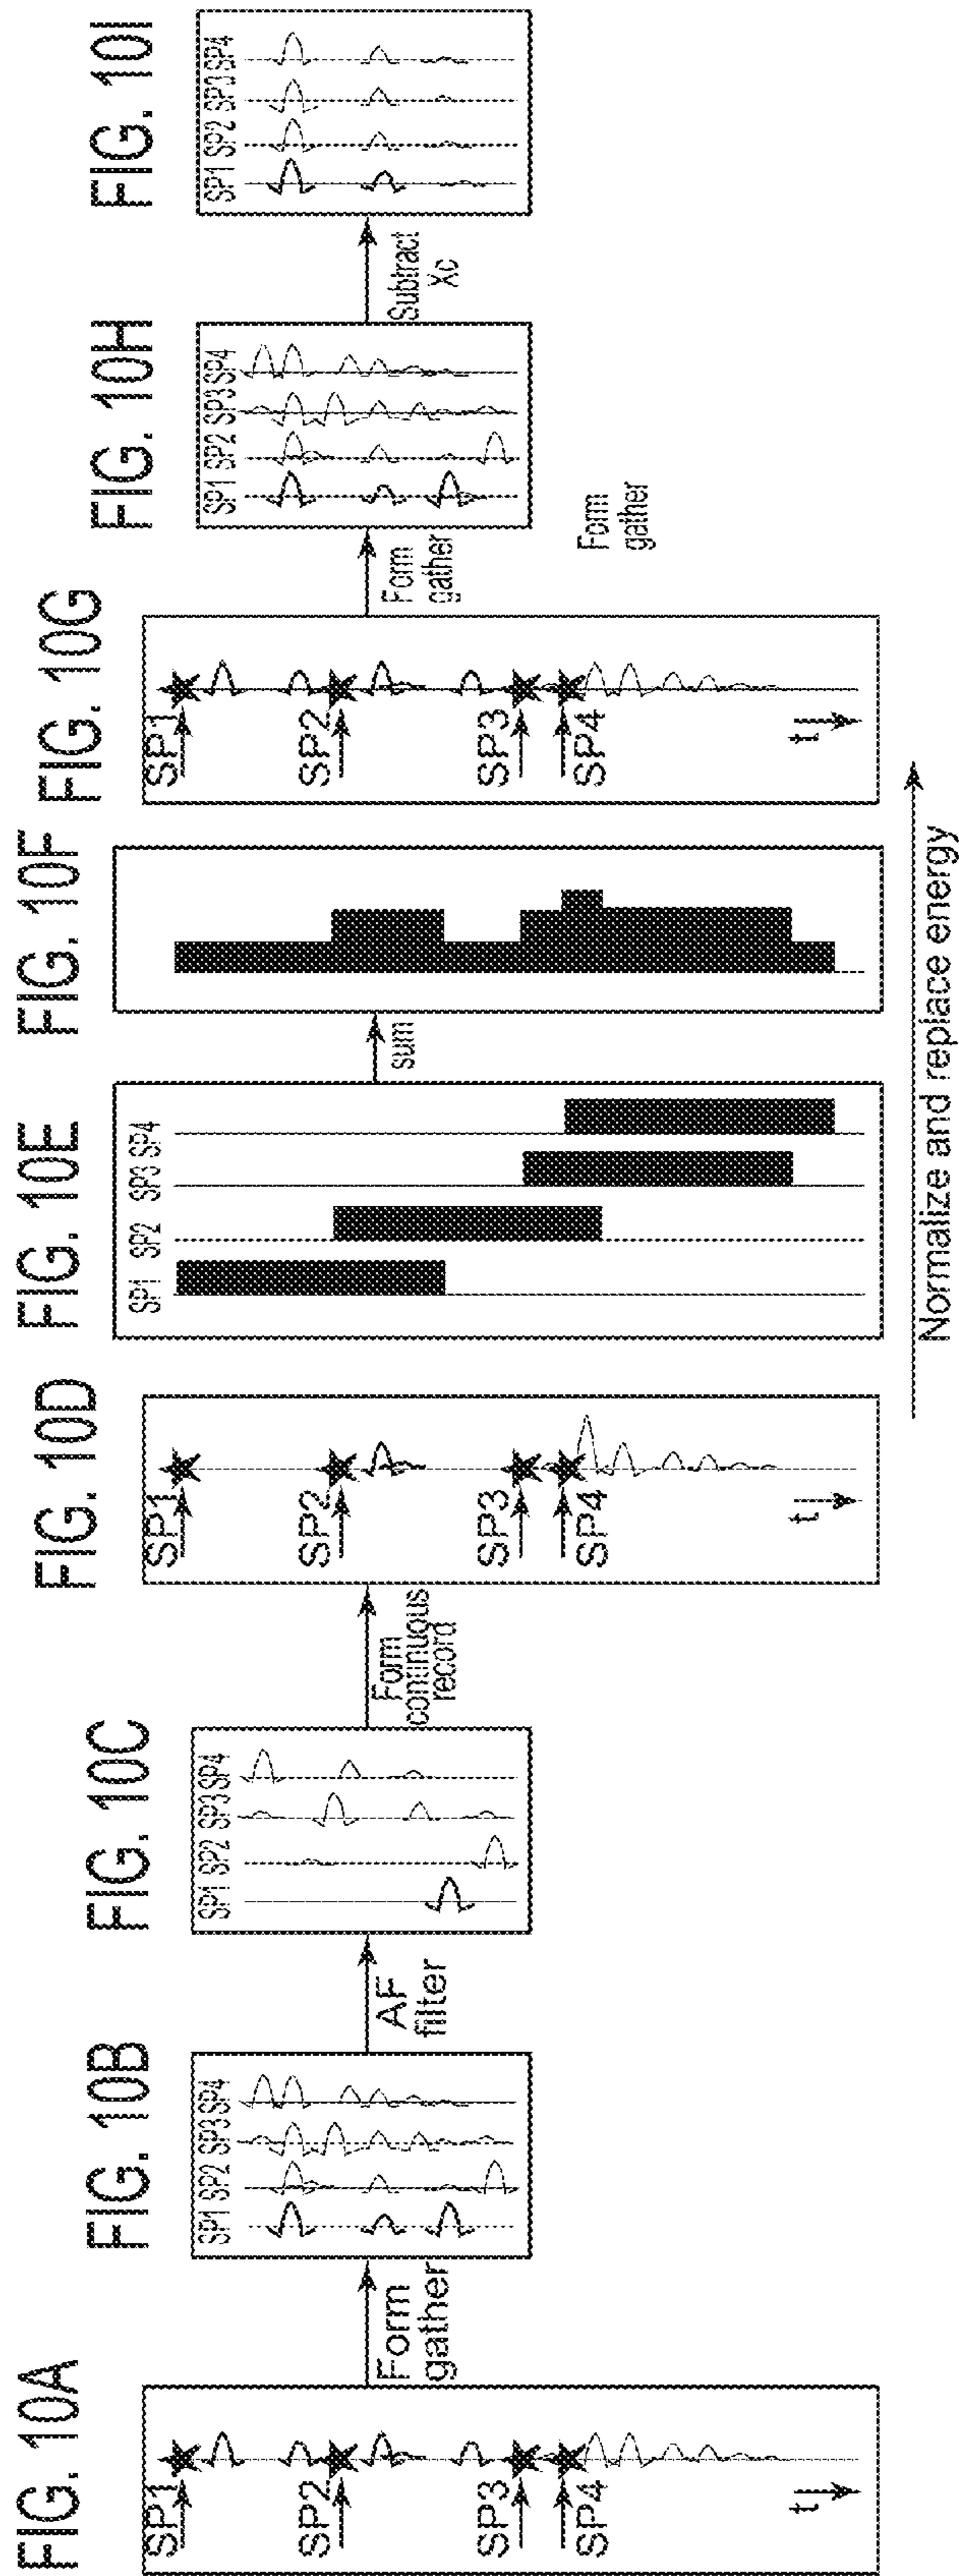 FIG. 10A
SP1
SP2
SP3
SP4
t
Form
gather
FIG. 10B
SP1 SP2 SP3 SP4
AF
filter
FIG. 10C
SP1 SP2 SP3 SP4
Form
continuous
record
FIG. 10D
SP1
SP2
SP3
SP4
t
FIG. 10E
SP1 SP2 SP3 SP4
sum
FIG. 10F
Normalize and replace energy
FIG. 10G
SP1
SP2
SP3
SP4
t
Form
gather
Form
gather
FIG. 10H
SP1 SP2 SP3 SP4
Subtract
Xc
FIG. 10I
SP1 SP2 SP3 SP4